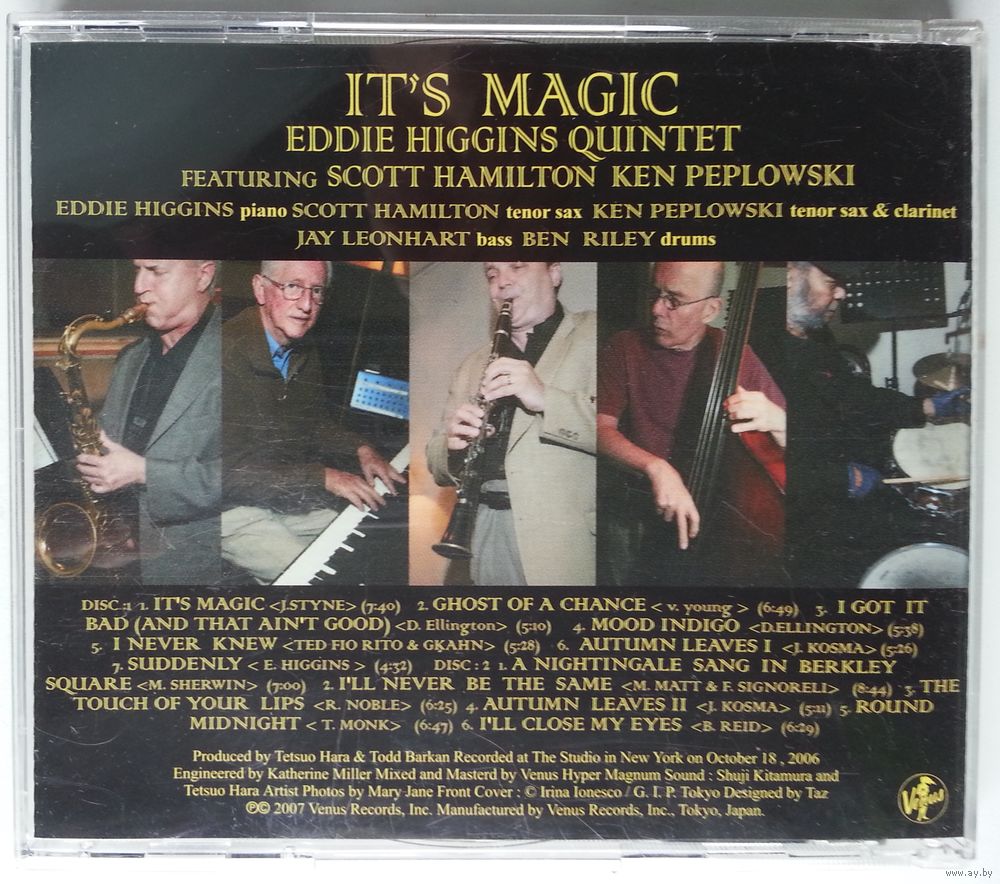 IT'S MAGIC
EDDIE HIGGINS QUINTET
FEATURING SCOTT HAMILTON KEN PEPLOWSKI
EDDIE HIGGINS piano SCOTT HAMILTON tenor sax KEN PEPLOWSKI tenor sax & clarinet
JAY LEONHART bass BEN RILEY drums
DISC:1 1. IT'S MAGIC <J.STYNE> (7:40) 2. GHOST OF A CHANCE < v. young > (6:49) 3. I GOT IT
BAD (AND THAT AIN'T GOOD) <D. Ellington> (5:10) 4. MOOD INDIGO <D.ELLINGTON> (5:38)
5. I NEVER KNEW <TED FIO RITO & GKAHN> (5:28) 6. AUTUMN LEAVES I <J. KOSMA> (5:26)
7. SUDDENLY < E. HIGGINS > (4:32) DISC : 2 1. A NIGHTINGALE SANG IN BERKLEY
SQUARE <M. SHERWIN> (7:00) 2. I'LL NEVER BE THE SAME <M. MATT & F. SIGNORELI> (8:44) 3. THE
TOUCH OF YOUR LIPS <R. NOBLE> (6:25) 4. AUTUMN LEAVES II <J. KOSMA> (5:11) 5. ROUND
MIDNIGHT < T. MONK> (6:47) 6. I'LL CLOSE MY EYES <B. REID> (6:29)
Produced by Tetsuo Hara & Todd Barkan Recorded at The Studio in New York on October 18 , 2006
Engineered by Katherine Miller Mixed and Masterd by Venus Hyper Magnum Sound : Shuji Kitamura and
Tetsuo Hara Artist Photos by Mary Jane Front Cover : © Irina Ionesco / G. I. P. Tokyo Designed by Taz
℗© 2007 Venus Records, Inc. Manufactured by Venus Records, Inc., Tokyo, Japan.
Venus
www.ay.by